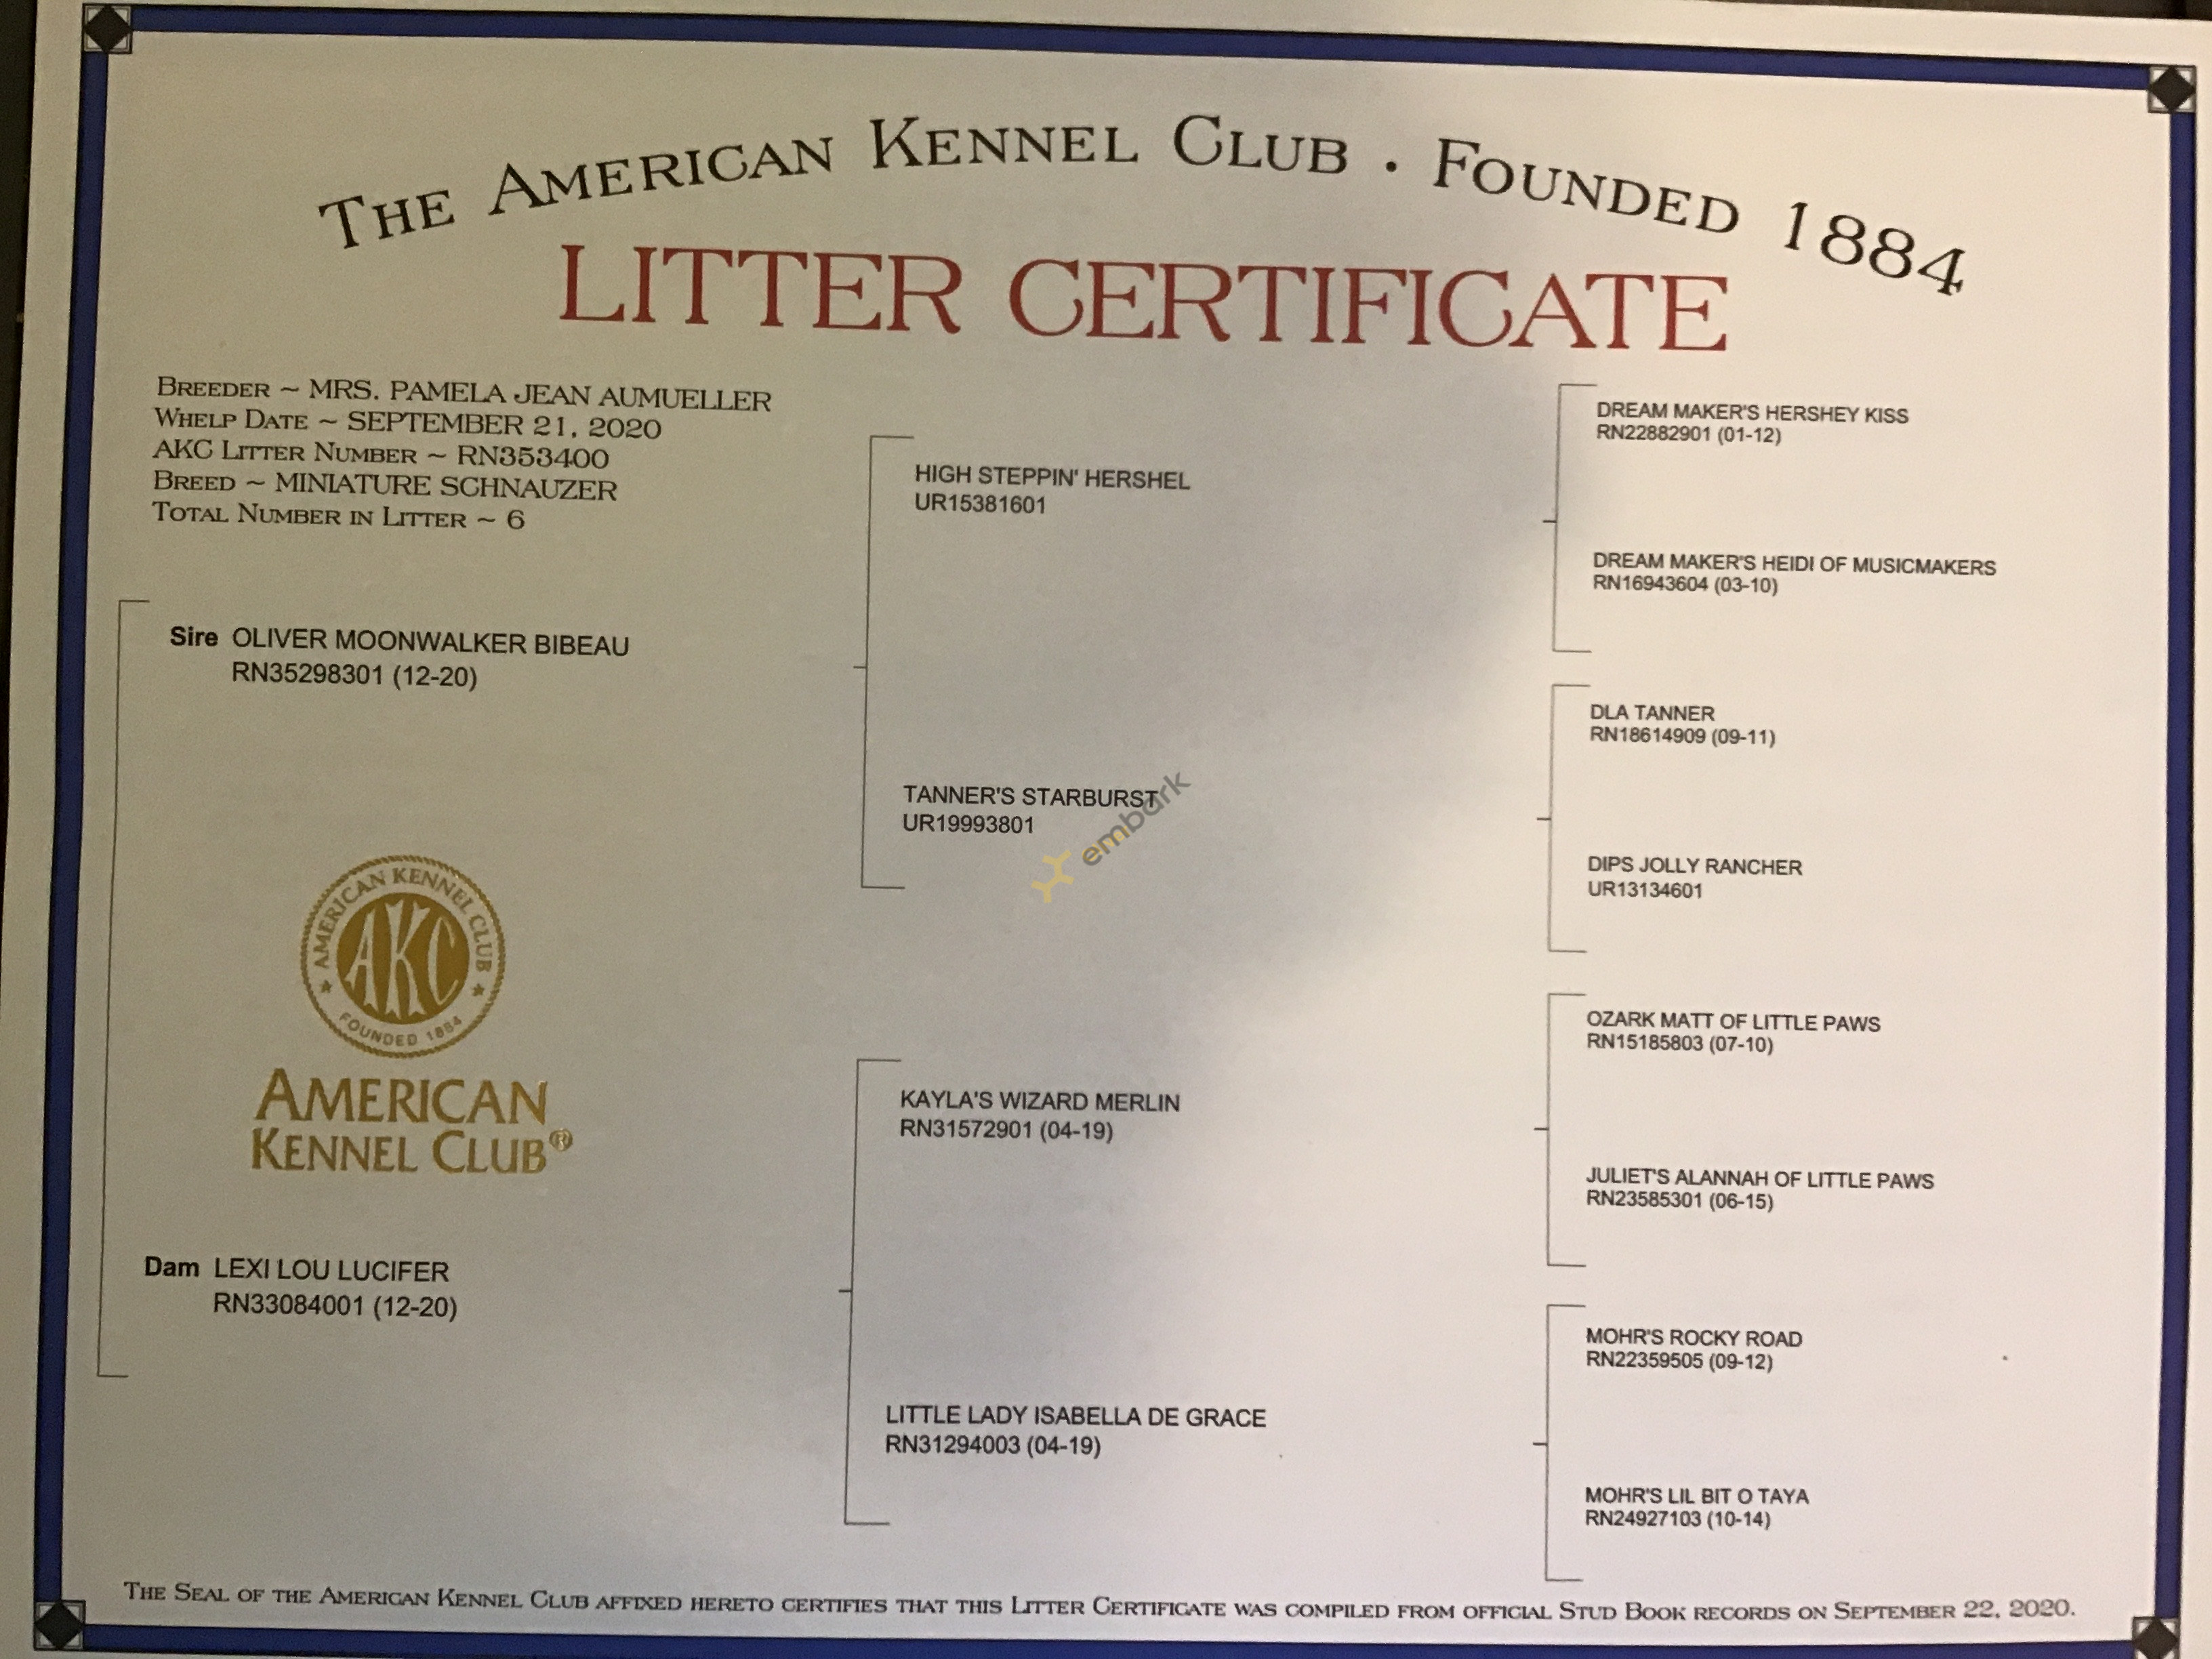 THE AMERICAN KENNEL CLUB . FOUNDED 1884
LITTER CERTIFICATE
BREEDER ~ MRS. PAMELA JEAN AUMUELLER
WHELP DATE ~ SEPTEMBER 21, 2020
AKC LITTER NUMBER ~ RN353400
BREED ~ MINIATURE SCHNAUZER
TOTAL NUMBER IN LITTER ~ 6
Sire OLIVER MOONWALKER BIBEAU
RN35298301 (12-20)
AMERICAN KENNEL CLUB
AKC
FOUNDED 1884
AMERICAN
KENNEL CLUB®
Dam LEXI LOU LUCIFER
RN33084001 (12-20)
HIGH STEPPIN' HERSHEL
UR15381601
TANNER'S STARBURST
UR19993801
embark
KAYLA'S WIZARD MERLIN
RN31572901 (04-19)
LITTLE LADY ISABELLA DE GRACE
RN31294003 (04-19)
DREAM MAKER'S HERSHEY KISS
RN22882901 (01-12)
DREAM MAKER'S HEIDI OF MUSICMAKERS
RN16943604 (03-10)
DLA TANNER
RN18614909 (09-11)
DIPS JOLLY RANCHER
UR13134601
OZARK MATT OF LITTLE PAWS
RN15185803 (07-10)
JULIET'S ALANNAH OF LITTLE PAWS
RN23585301 (06-15)
MOHR'S ROCKY ROAD
RN22359505 (09-12)
MOHR'S LIL BIT O TAYA
RN24927103 (10-14)
THE SEAL OF THE AMERICAN KENNEL CLUB AFFIXED HERETO CERTIFIES THAT THIS LITTER CERTIFICATE WAS COMPILED FROM OFFICIAL STUD BOOK RECORDS ON SEPTEMBER 22, 2020.